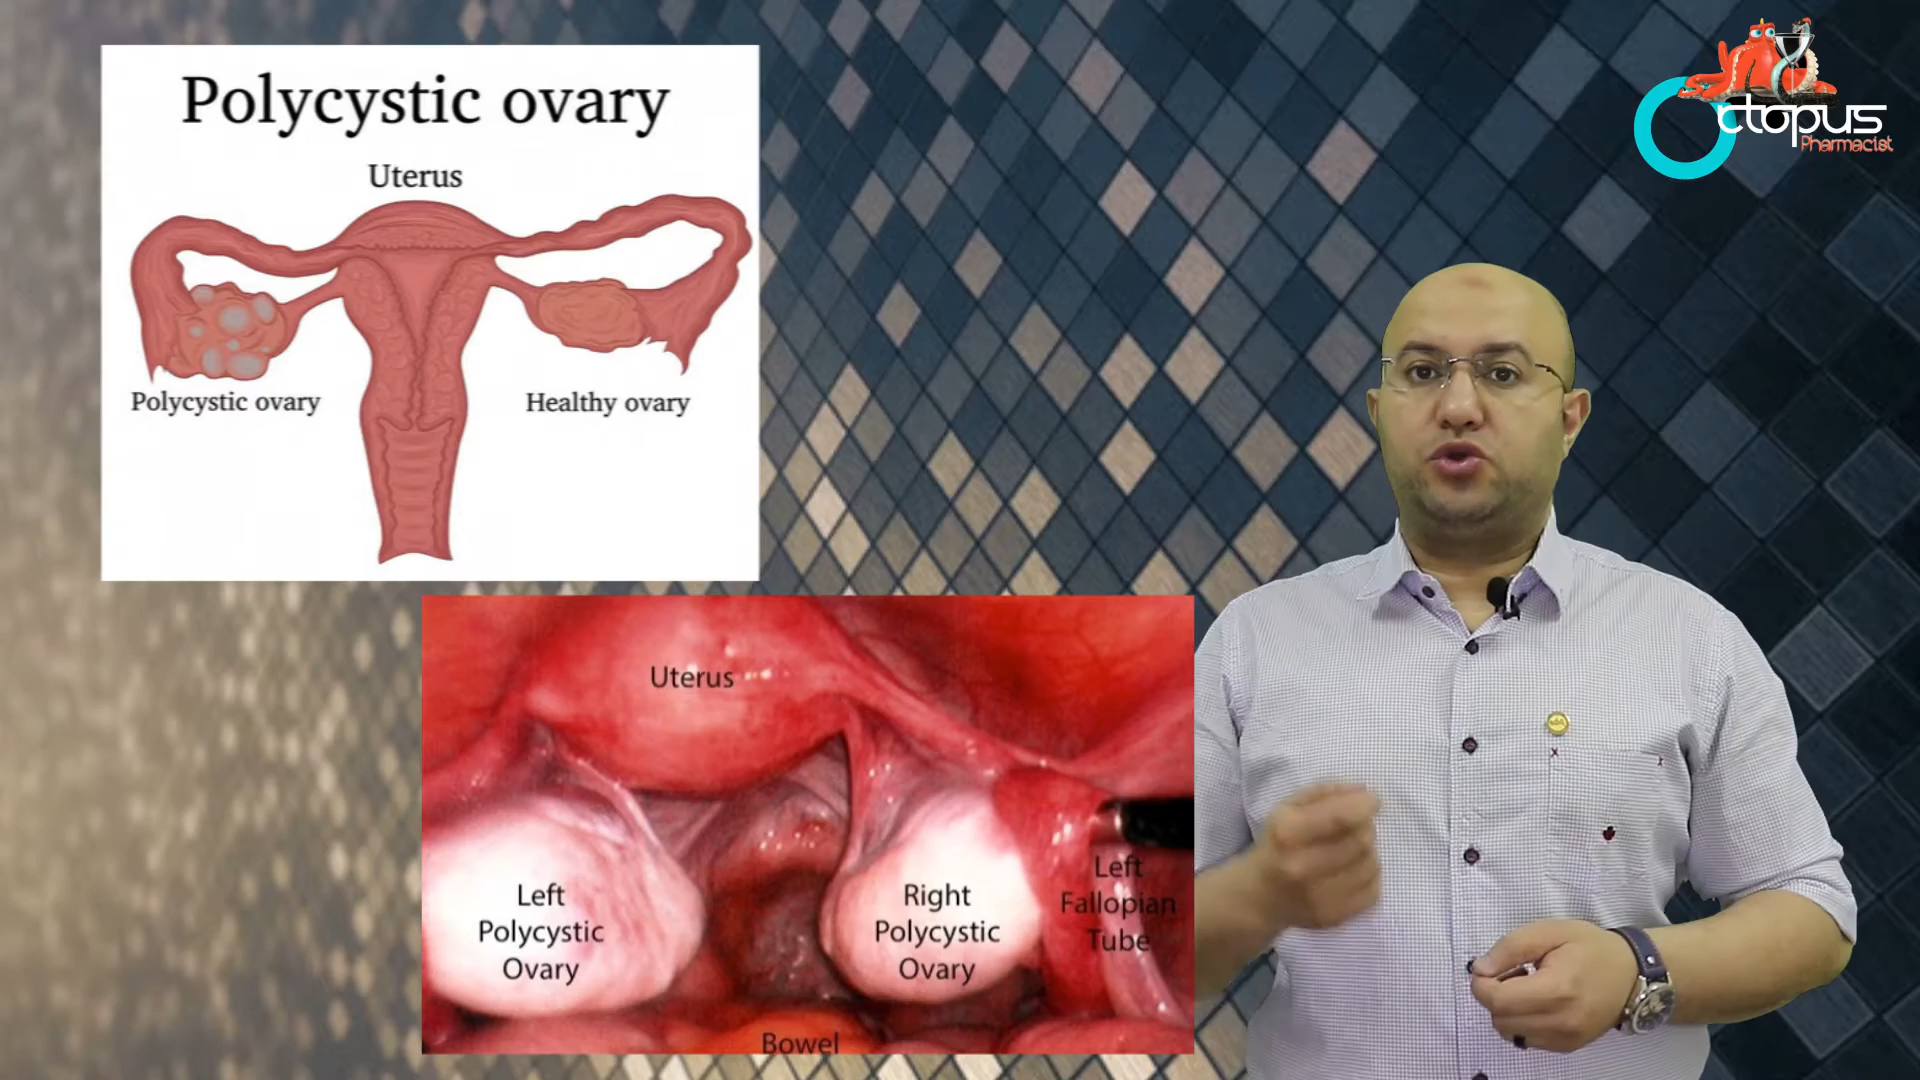 Polycystic ovary
Uterus
Polycystic ovary
Healthy ovary
Octopus
Pharmacist
Uterus
Left
Polycystic
Ovary
Right
Polycystic
Ovary
Left
Fallopian
Tube
Bowel